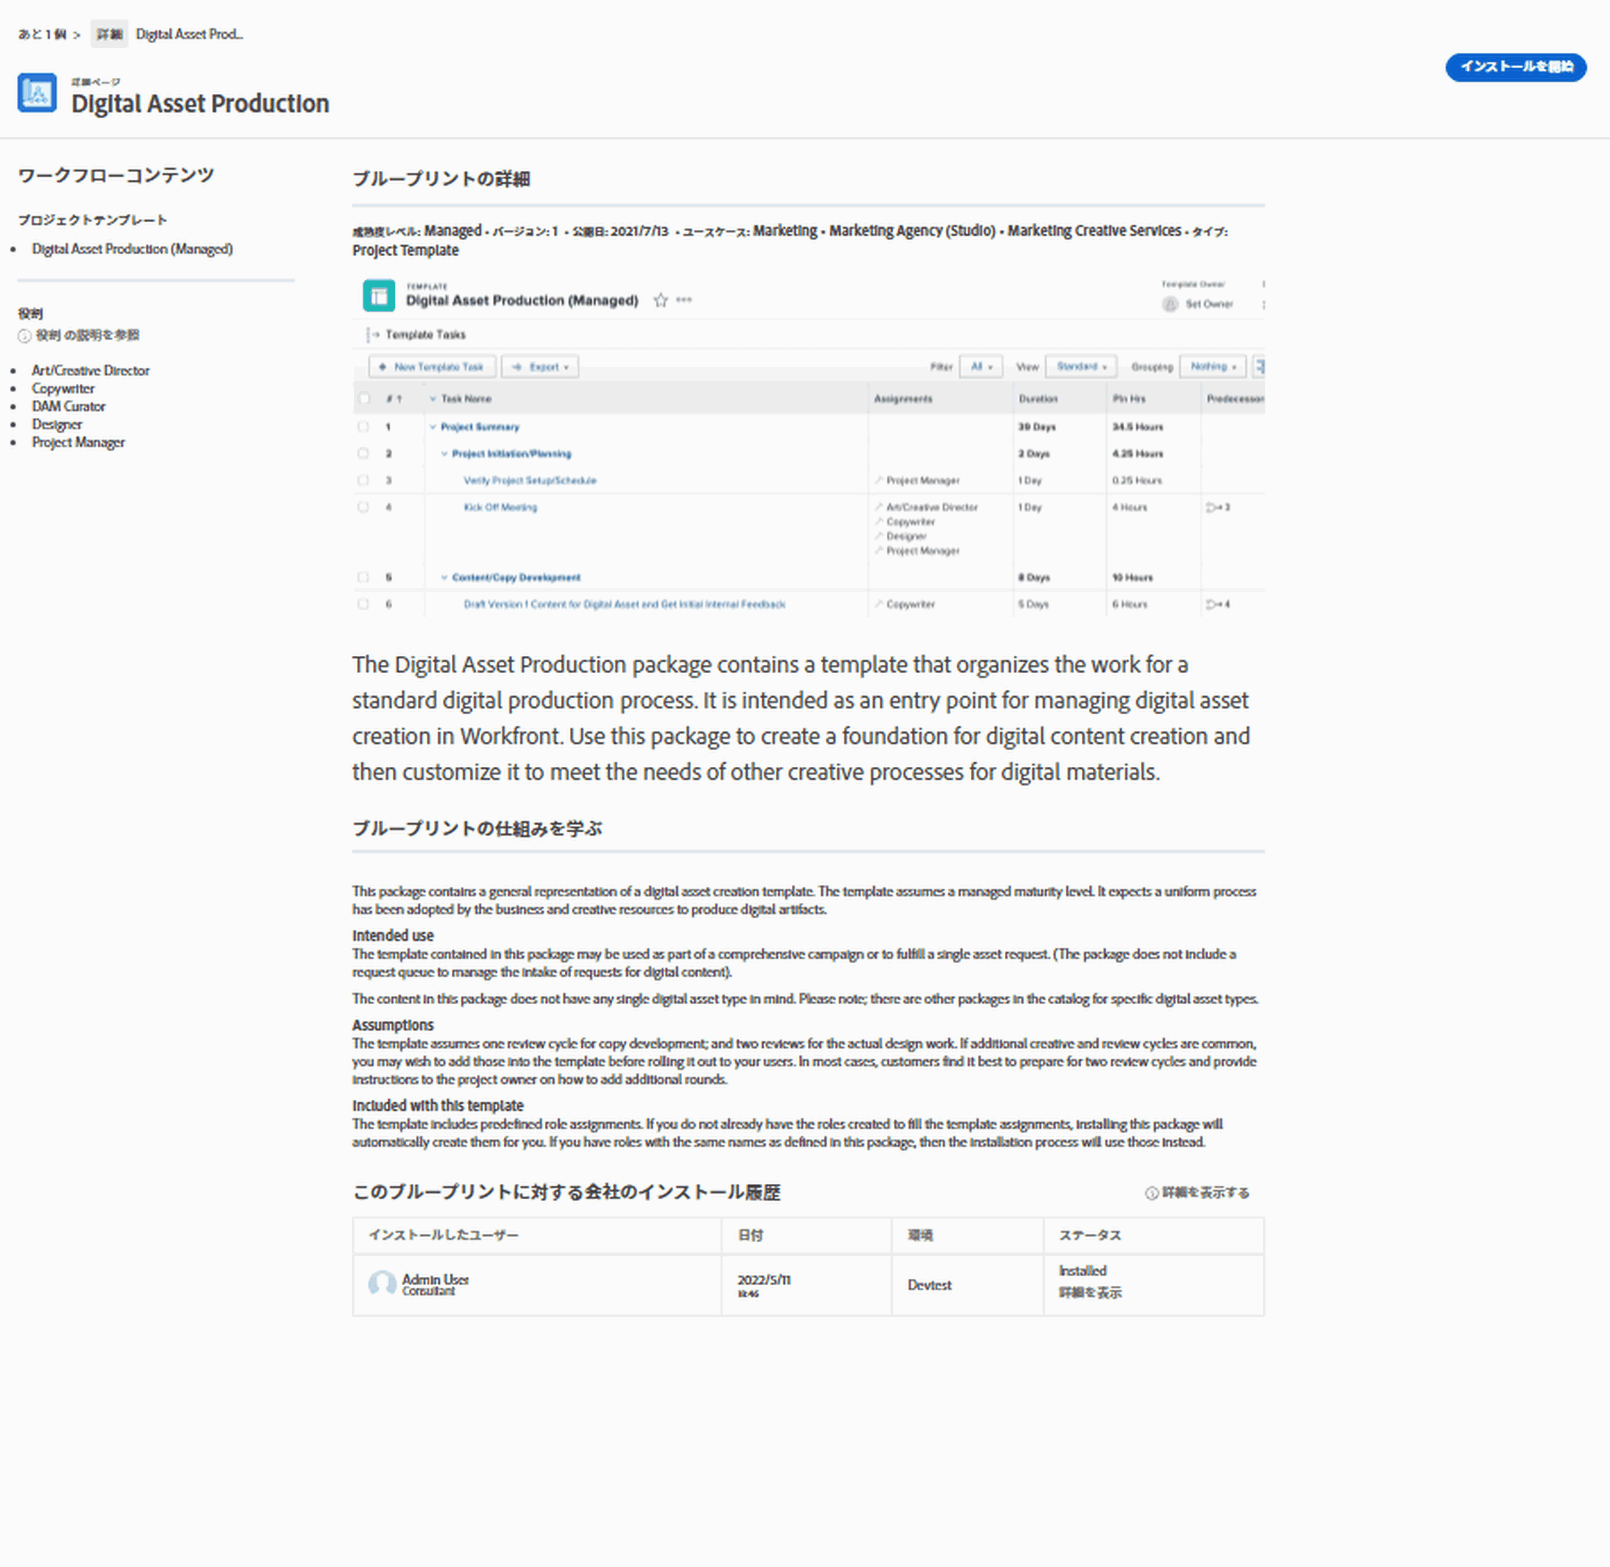 あと 1 個 >
詳細
Digital Asset Prod...
詳細ページ
Digital Asset Production
インストールを開始
ワークフローコンテンツ
プロジェクトテンプレート
Digital Asset Production (Managed)
役割
役割 の説明を参照
Art/Creative Director
Copywriter
DAM Curator
Designer
Project Manager
ブループリントの詳細
成熟度レベル: Managed • バージョン: 1 • 公開日: 2021/7/13 • ユースケース: Marketing • Marketing Agency (Studio) • Marketing Creative Services • タイプ:
Project Template
TEMPLATE
Digital Asset Production (Managed)
Template Owner
Set Owner
Template Tasks
New Template Task
Export
Filter All View Standard Grouping Nothing
# ↑ Task Name Assignments Duration Pln Hrs Predecessor
1 Project Summary 39 Days 34.5 Hours
2 Project Initiation/Planning 2 Days 4.25 Hours
3 Verify Project Setup/Schedule Project Manager 1 Day 0.25 Hours
4 Kick Off Meeting Art/Creative Director 1 Day 4 Hours 3
Copywriter
Designer
Project Manager
5 Content/Copy Development 8 Days 10 Hours
6 Draft Version 1 Content for Digital Asset and Get Initial Internal Feedback Copywriter 5 Days 6 Hours 4
The Digital Asset Production package contains a template that organizes the work for a
standard digital production process. It is intended as an entry point for managing digital asset
creation in Workfront. Use this package to create a foundation for digital content creation and
then customize it to meet the needs of other creative processes for digital materials.
ブループリントの仕組みを学ぶ
This package contains a general representation of a digital asset creation template. The template assumes a managed maturity level. It expects a uniform process
has been adopted by the business and creative resources to produce digital artifacts.
Intended use
The template contained in this package may be used as part of a comprehensive campaign or to fulfill a single asset request. (The package does not include a
request queue to manage the intake of requests for digital content).
The content in this package does not have any single digital asset type in mind. Please note; there are other packages in the catalog for specific digital asset types.
Assumptions
The template assumes one review cycle for copy development; and two reviews for the actual design work. If additional creative and review cycles are common,
you may wish to add those into the template before rolling it out to your users. In most cases, customers find it best to prepare for two review cycles and provide
instructions to the project owner on how to add additional rounds.
Included with this template
The template includes predefined role assignments. If you do not already have the roles created to fill the template assignments, installing this package will
automatically create them for you. If you have roles with the same names as defined in this package, then the installation process will use those instead.
このブループリントに対する会社のインストール履歴
詳細を表示する
インストールしたユーザー 日付 環境 ステータス
Admin User
Consultant
2022/5/11
Devtest
Installed
詳細を表示